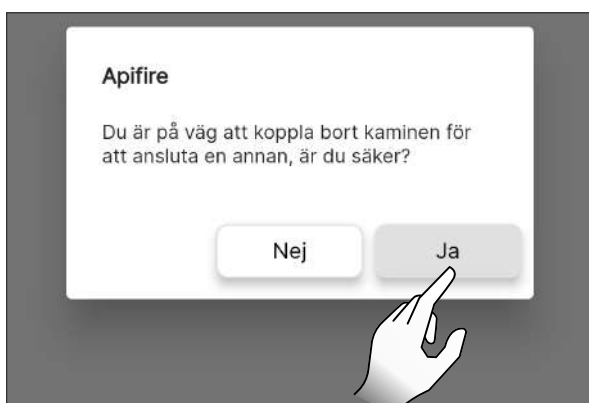 Apifire
Du är på väg att koppla bort kaminen för
att ansluta en annan, är du säker?
Nej
Ja